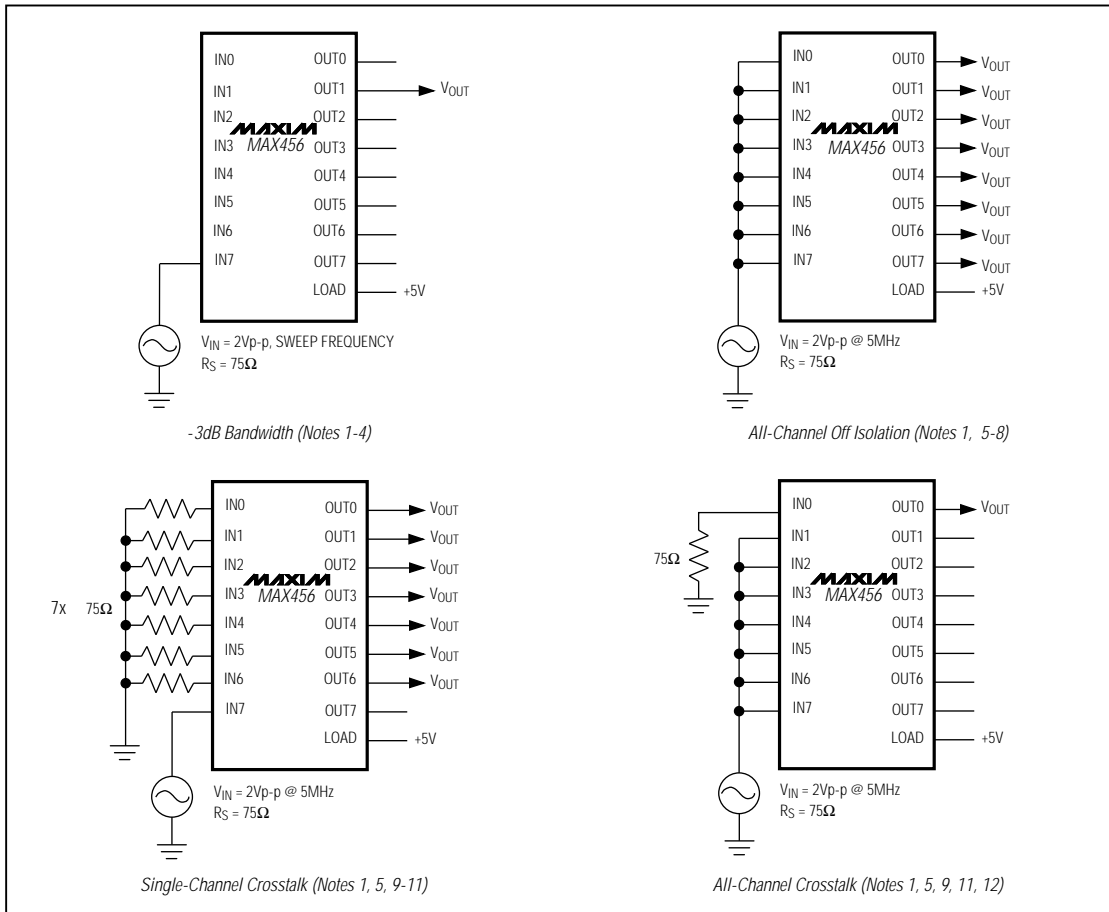 IN0 OUT0
IN1 OUT1 VOUT
IN2 OUT2
MAXIM
IN3 MAX456 OUT3
IN4 OUT4
IN5 OUT5
IN6 OUT6
IN7 OUT7
LOAD +5V
VIN = 2Vp-p, SWEEP FREQUENCY
RS = 75Ω
-3dB Bandwidth (Notes 1-4)
IN0 OUT0 VOUT
IN1 OUT1 VOUT
IN2 OUT2 VOUT
MAXIM
IN3 MAX456 OUT3 VOUT
IN4 OUT4 VOUT
IN5 OUT5 VOUT
IN6 OUT6 VOUT
IN7 OUT7 VOUT
LOAD +5V
VIN = 2Vp-p @ 5MHz
RS = 75Ω
All-Channel Off Isolation (Notes 1, 5-8)
IN0 OUT0 VOUT
IN1 OUT1 VOUT
IN2 OUT2 VOUT
MAXIM
IN3 MAX456 OUT3 VOUT
7x 75Ω
IN4 OUT4 VOUT
IN5 OUT5 VOUT
IN6 OUT6 VOUT
IN7 OUT7
LOAD +5V
VIN = 2Vp-p @ 5MHz
RS = 75Ω
Single-Channel Crosstalk (Notes 1, 5, 9-11)
IN0 OUT0 VOUT
IN1 OUT1
75Ω
IN2 OUT2
MAXIM
IN3 MAX456 OUT3
IN4 OUT4
IN5 OUT5
IN6 OUT6
IN7 OUT7
LOAD +5V
VIN = 2Vp-p @ 5MHz
RS = 75Ω
All-Channel Crosstalk (Notes 1, 5, 9, 11, 12)